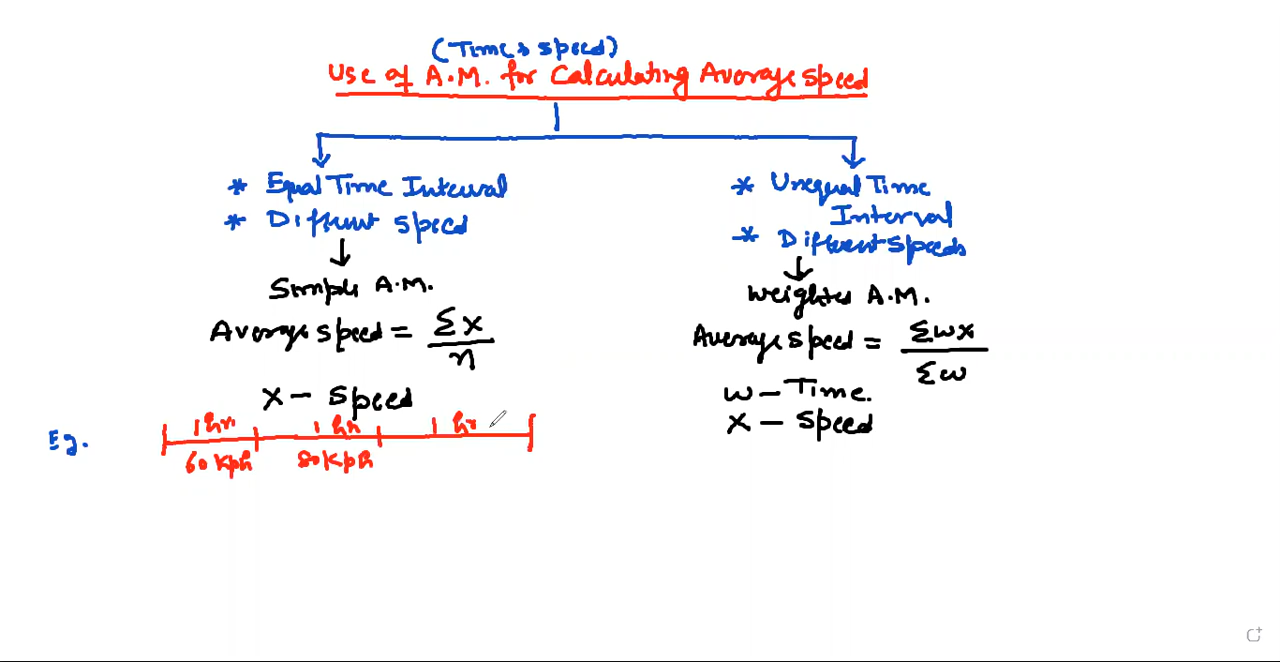 (Time & speed)
Use of A.M. for Calculating Average Speed
* Equal Time Interval
* Different speed
Simple A.M.
Average speed = Σx / n
x - Speed
* Unequal Time
Interval
* Different Speeds
Weighted A.M.
Average speed = Σwx / Σw
w - Time.
x - Speed
Eg.
1 hr 1 hr 1 hr
60 Kph 80 Kph